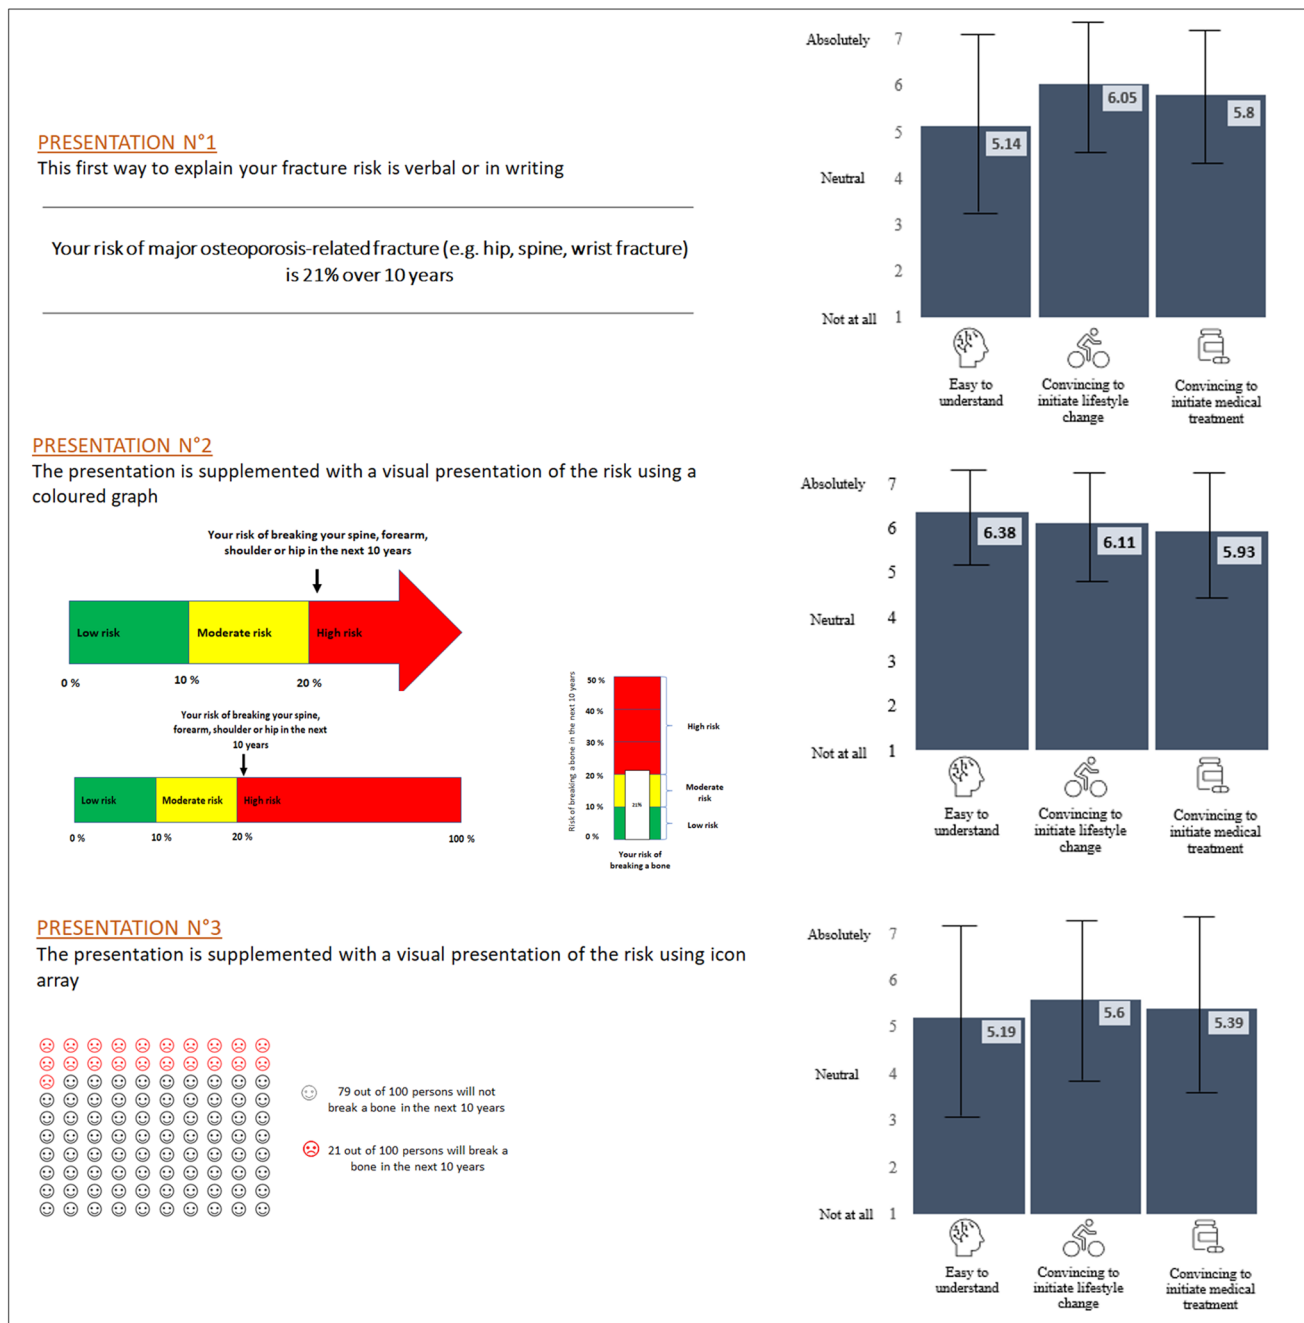 PRESENTATION N°1
This first way to explain your fracture risk is verbal or in writing
Your risk of major osteoporosis-related fracture (e.g. hip, spine, wrist fracture)
is 21% over 10 years
Absolutely 7
6
5
Neutral 4
3
2
Not at all 1
5.14
6.05
5.8
Easy to
understand
Convincing to
initiate lifestyle
change
Convincing to
initiate medical
treatment
PRESENTATION N°2
The presentation is supplemented with a visual presentation of the risk using a
coloured graph
Your risk of breaking your spine, forearm,
shoulder or hip in the next 10 years
Low risk
Moderate risk
High risk
0 %
10 %
20 %
Your risk of breaking your spine,
forearm, shoulder or hip in the next
10 years
Low risk
Moderate risk
High risk
0 %
10 %
20 %
100 %
Risk of breaking a bone in the next 10 years
50 %
40 %
30 %
20 %
10 %
0 %
21%
High risk
Moderate
risk
Low risk
Your risk of
breaking a bone
Absolutely 7
6
5
Neutral 4
3
2
Not at all 1
6.38
6.11
5.93
Easy to
understand
Convincing to
initiate lifestyle
change
Convincing to
initiate medical
treatment
PRESENTATION N°3
The presentation is supplemented with a visual presentation of the risk using icon
array
79 out of 100 persons will not
break a bone in the next 10 years
21 out of 100 persons will break a
bone in the next 10 years
Absolutely 7
6
5
Neutral 4
3
2
Not at all 1
5.19
5.6
5.39
Easy to
understand
Convincing to
initiate lifestyle
change
Convincing to
initiate medical
treatment